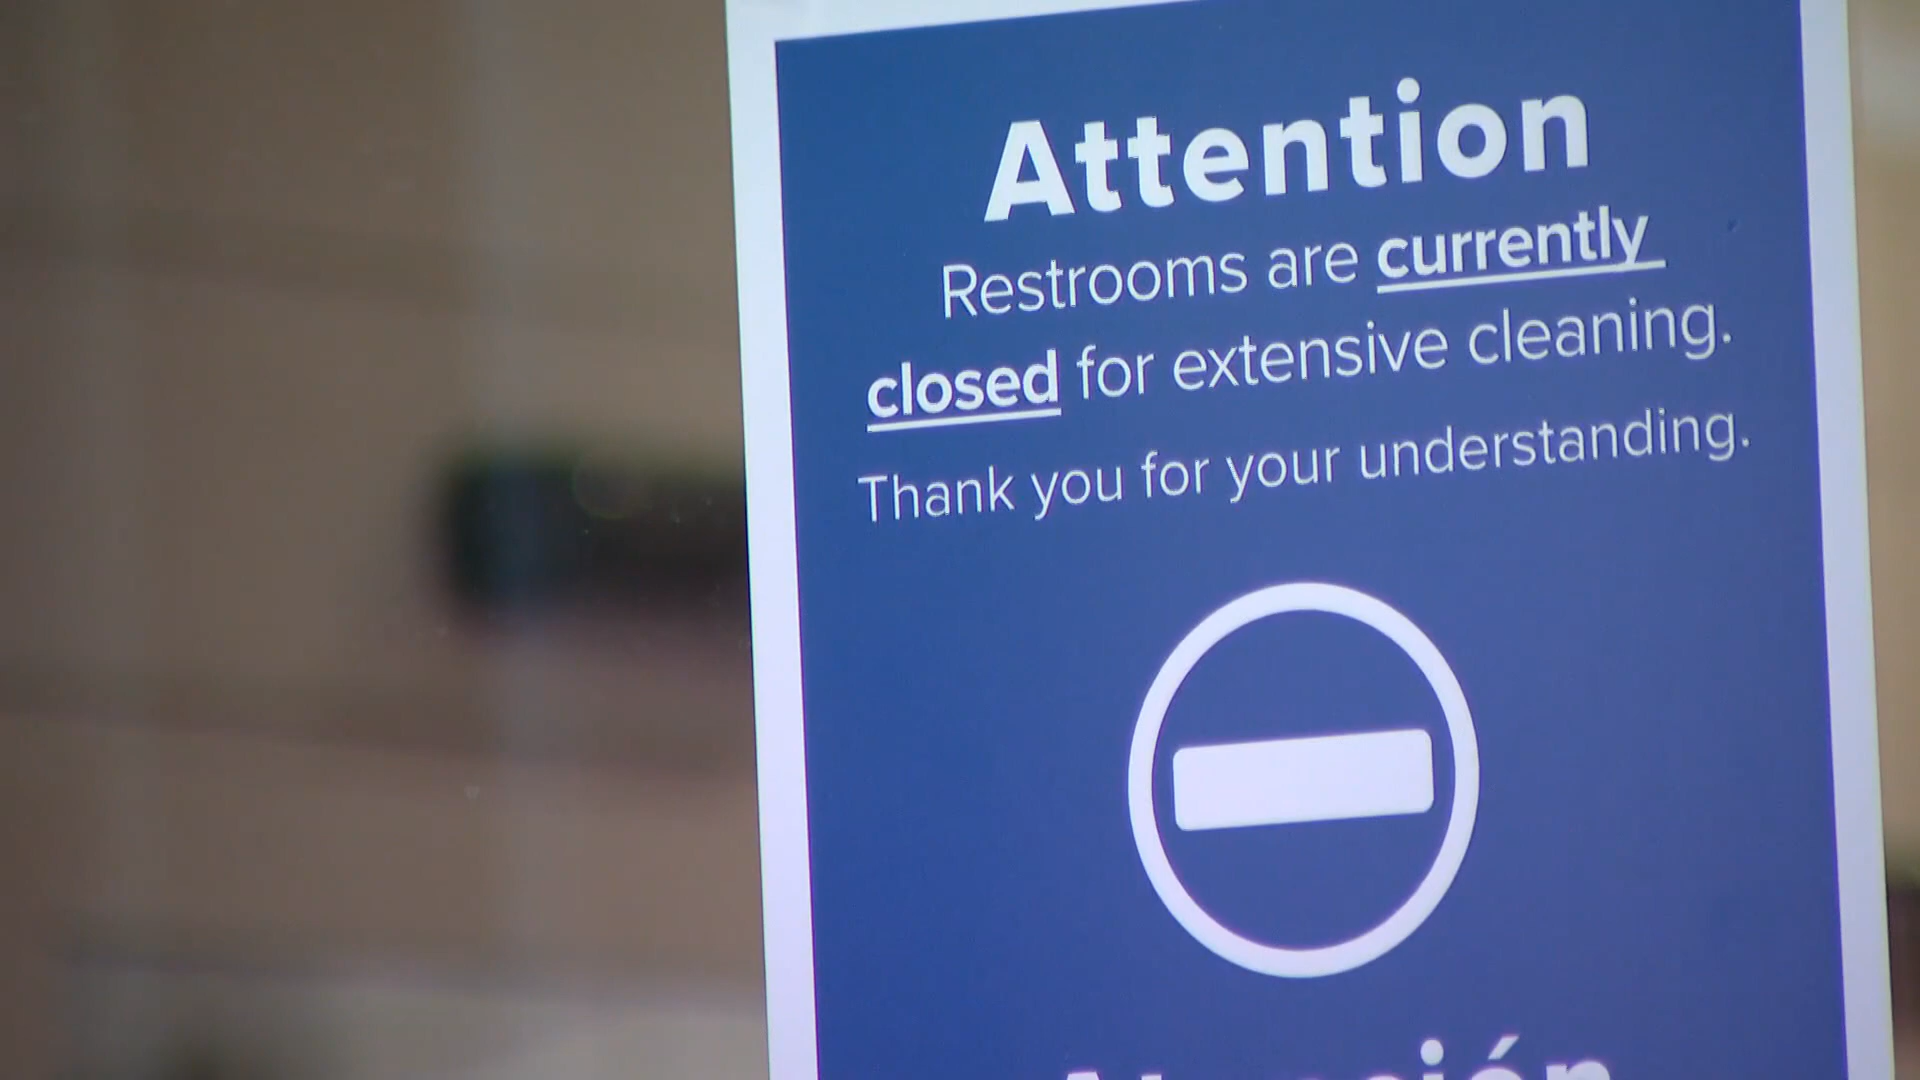 Attention
Restrooms are currently
closed for extensive cleaning.
Thank you for your understanding.